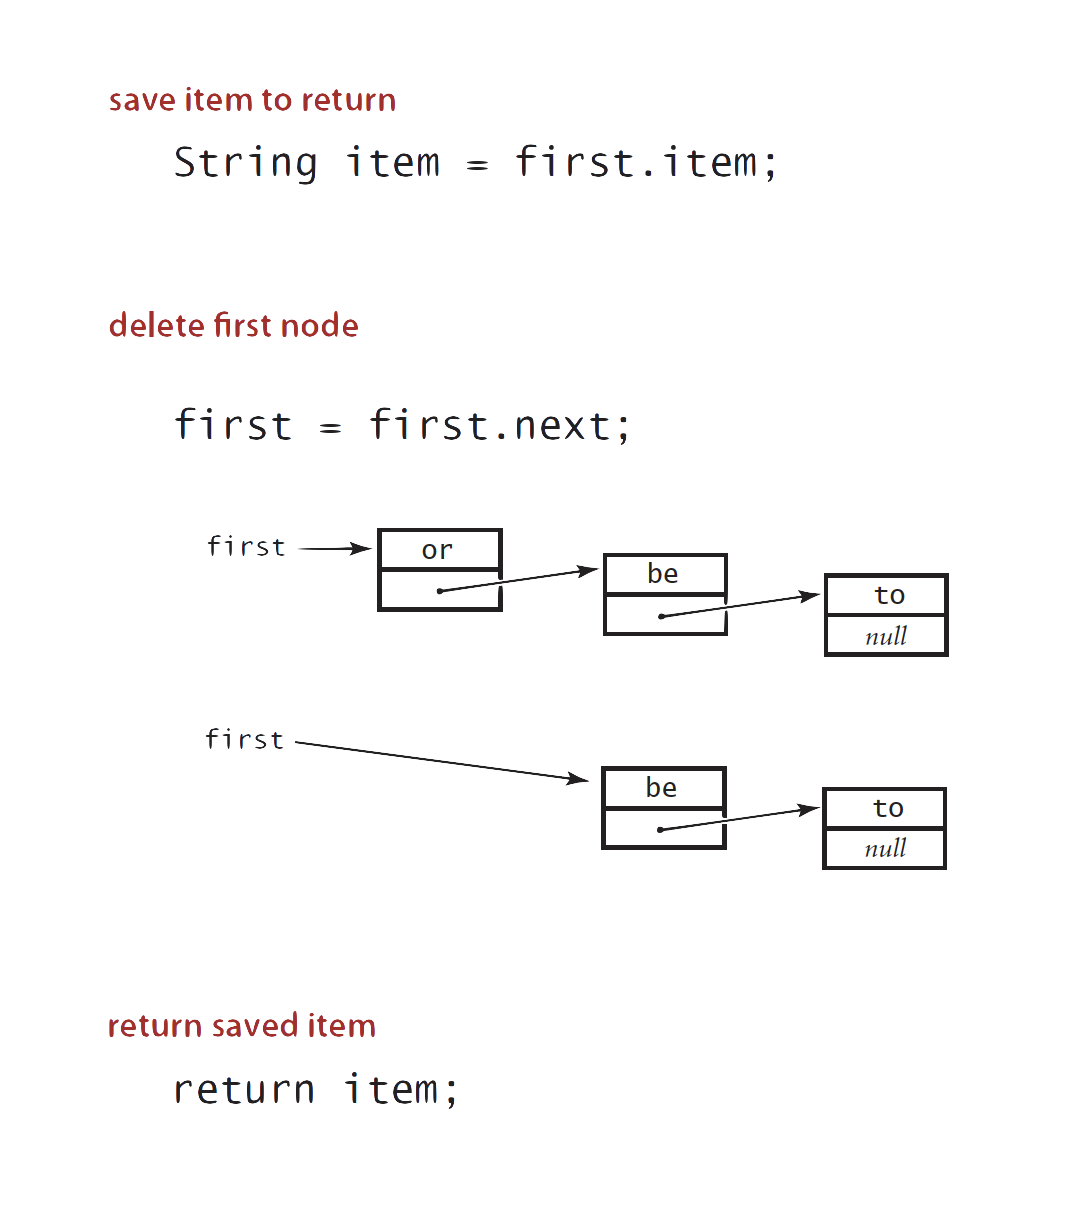 save item to return
String item = first.item;
delete first node
first = first.next;
first
or
be
to
null
first
be
to
null
return saved item
return item;